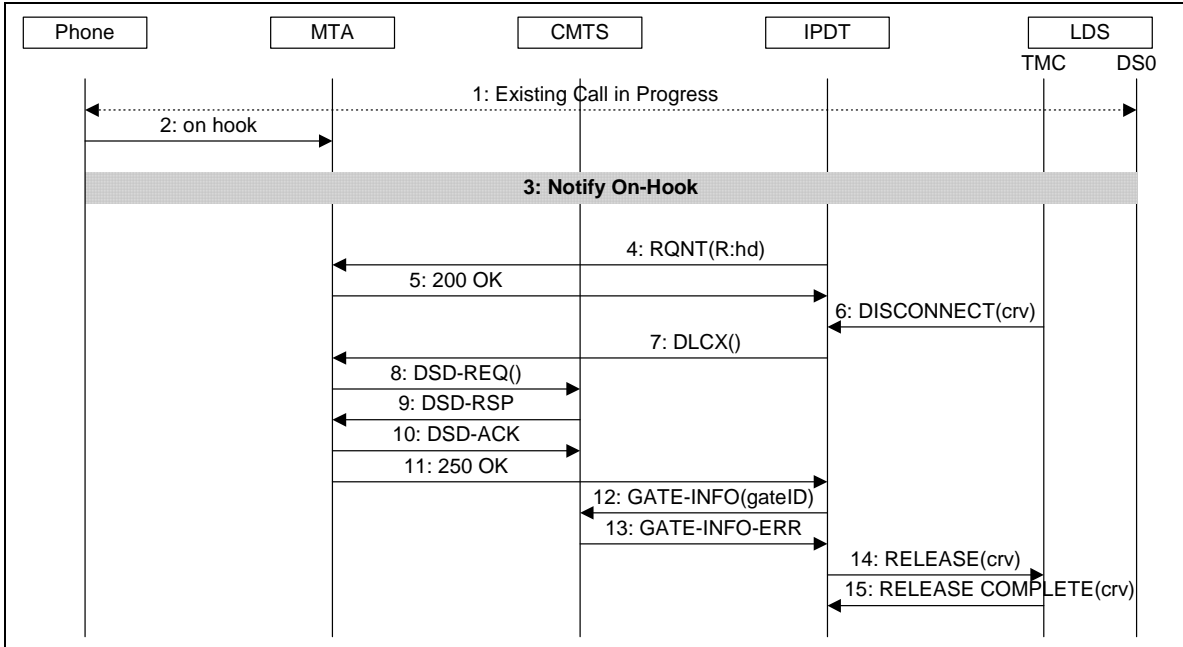 Phone MTA CMTS IPDT LDS
TMC DS0
1: Existing Call in Progress
2: on hook
3: Notify On-Hook
4: RQNT(R:hd)
5: 200 OK
6: DISCONNECT(crv)
7: DLCX()
8: DSD-REQ()
9: DSD-RSP
10: DSD-ACK
11: 250 OK
12: GATE-INFO(gateID)
13: GATE-INFO-ERR
14: RELEASE(crv)
15: RELEASE COMPLETE(crv)